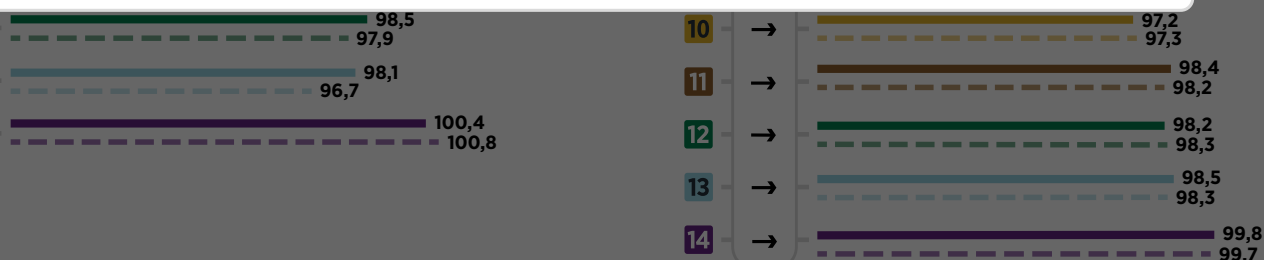 98,5
97,9
98,1
96,7
100,4
100,8
10 → 97,2
97,3
11 → 98,4
98,2
12 → 98,2
98,3
13 → 98,5
98,3
14 → 99,8
99,7